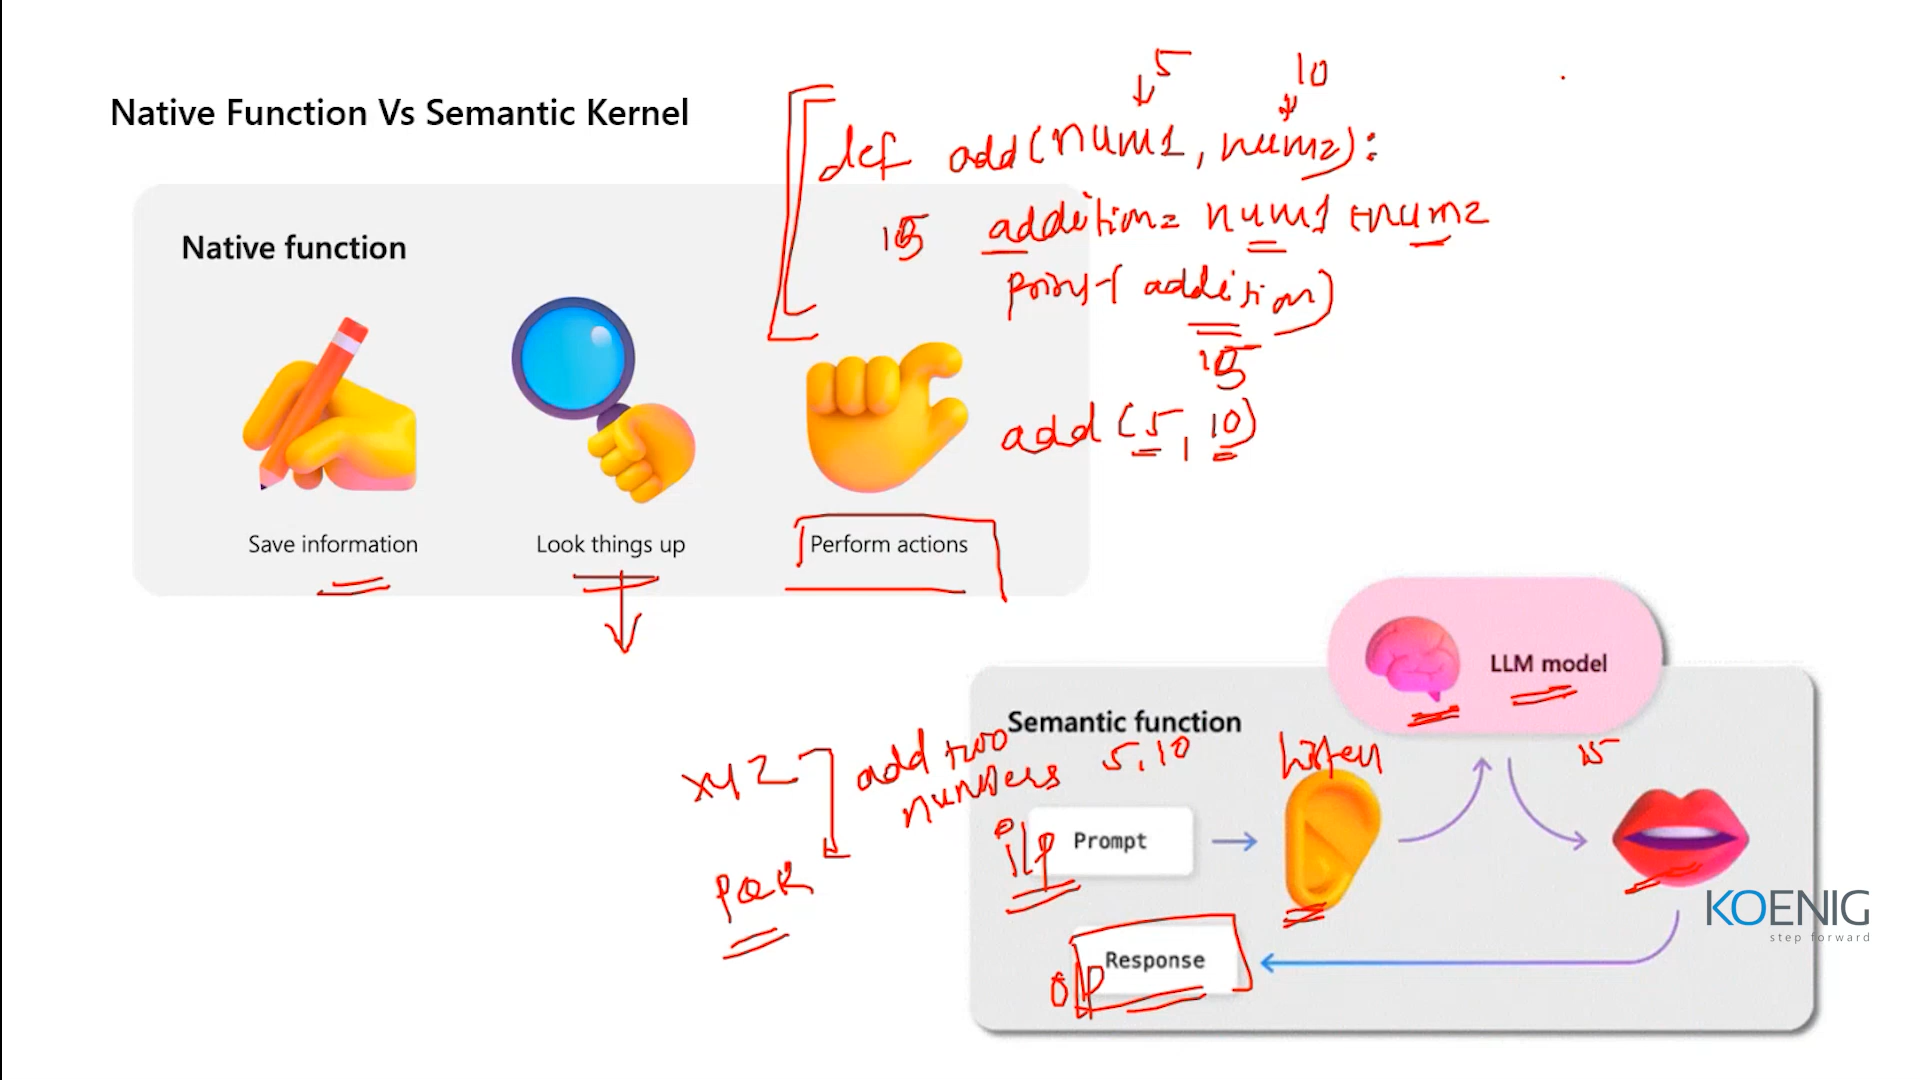 Native Function Vs Semantic Kernel
5 10
def add(num1, num2):
15 addition= num1 +num2
print( addition)
15
add(5,10)
Native function
Save information
Look things up
Perform actions
LLM model
Semantic function
xyz
add two
numbers 5,10
Listen
15
i/p
Prompt
PQR
o/p
Response
KOENIG
step forward